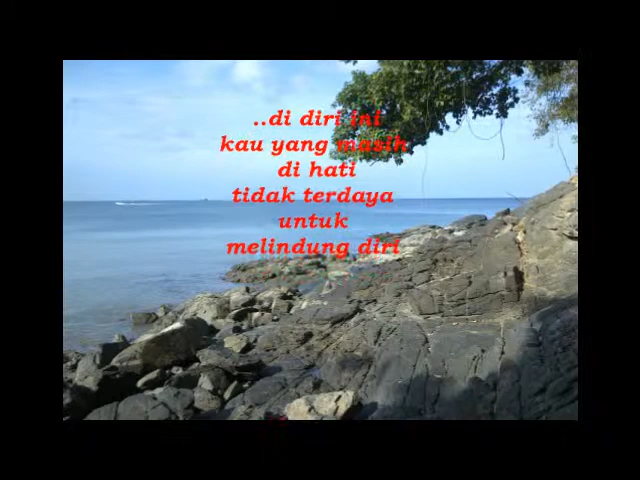 ..di diri ini
kau yang masih
di hati
tidak terdaya
untuk
melindung diri